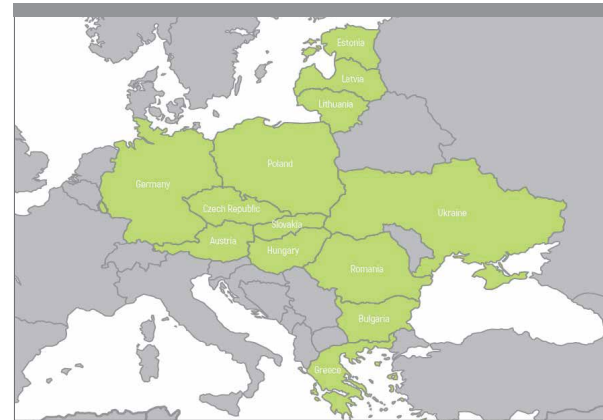 Estonia
Latvia
Lithuania
Poland
Germany
Czech Republic
Slovakia
Ukraine
Austria
Hungary
Romania
Bulgaria
Greece